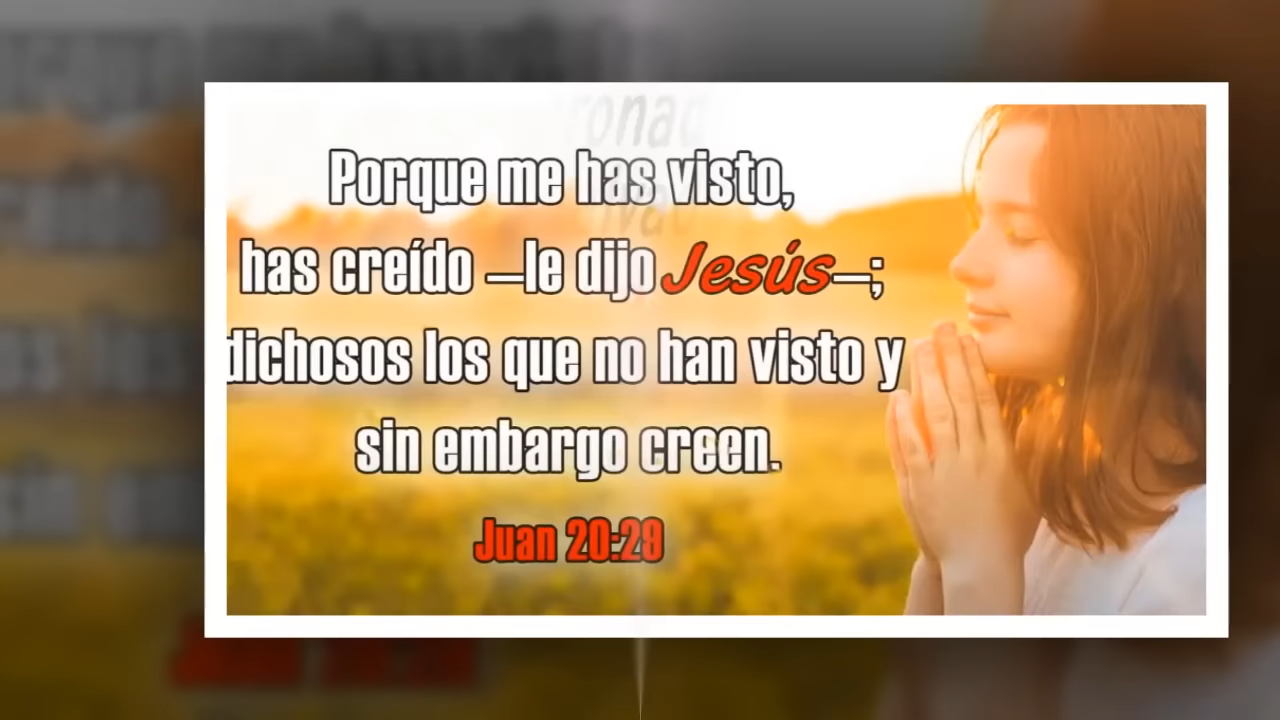 Porque me has visto,
has creído —le dijo Jesús—;
dichosos los que no han visto y
sin embargo creen.
Juan 20:29